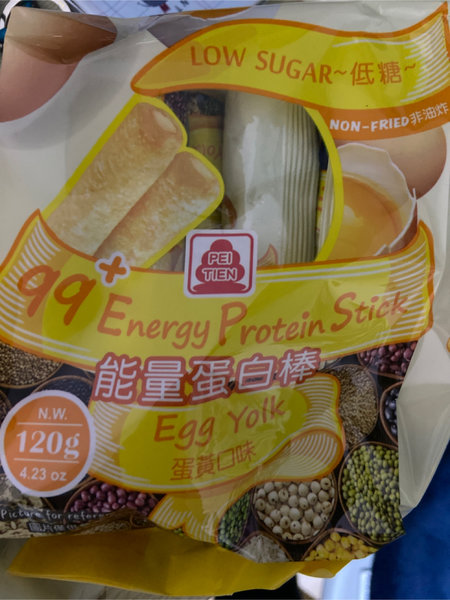 LOW SUGAR~低糖~
NON-FRIED非油炸
PEI
TIEN
99+ Energy Protein Stick
能量蛋白棒
Egg Yolk
蛋黃口味
N.W.
120g
4.23 oz
Picture for refere